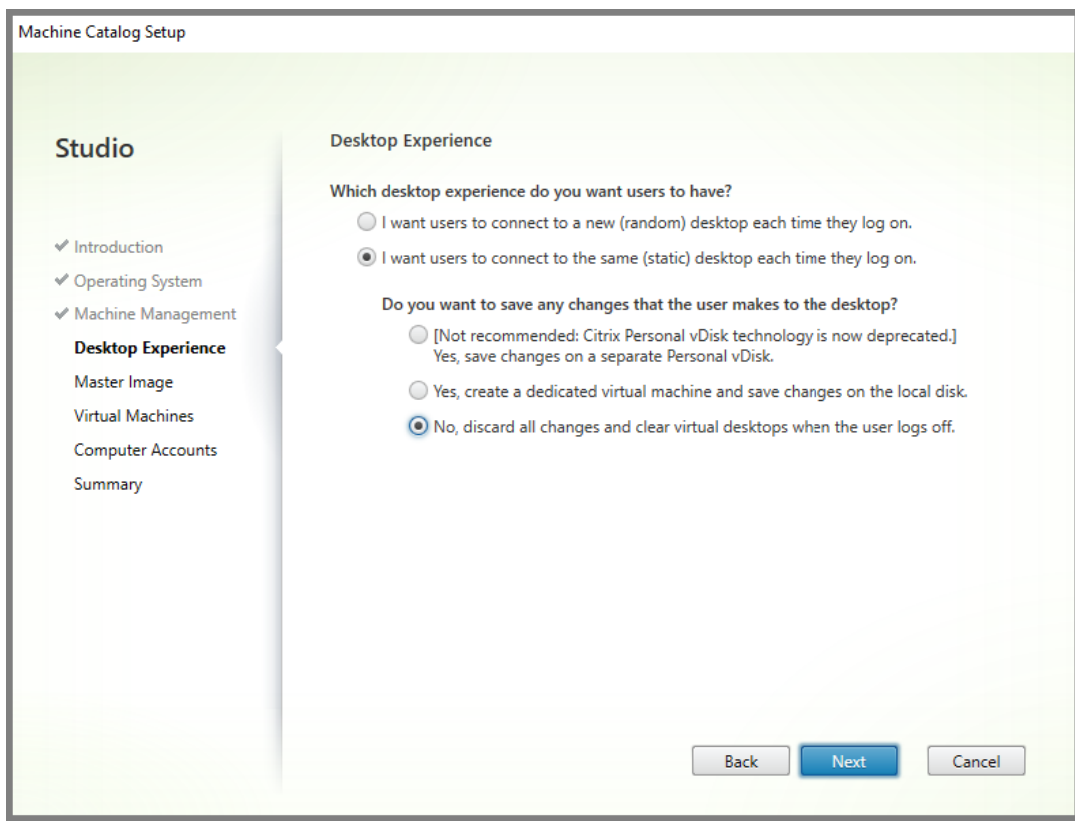 Machine Catalog Setup
Studio
Introduction
Operating System
Machine Management
Desktop Experience
Master Image
Virtual Machines
Computer Accounts
Summary
Desktop Experience
Which desktop experience do you want users to have?
I want users to connect to a new (random) desktop each time they log on.
I want users to connect to the same (static) desktop each time they log on.
Do you want to save any changes that the user makes to the desktop?
[Not recommended: Citrix Personal vDisk technology is now deprecated.]
Yes, save changes on a separate Personal vDisk.
Yes, create a dedicated virtual machine and save changes on the local disk.
No, discard all changes and clear virtual desktops when the user logs off.
Back
Next
Cancel